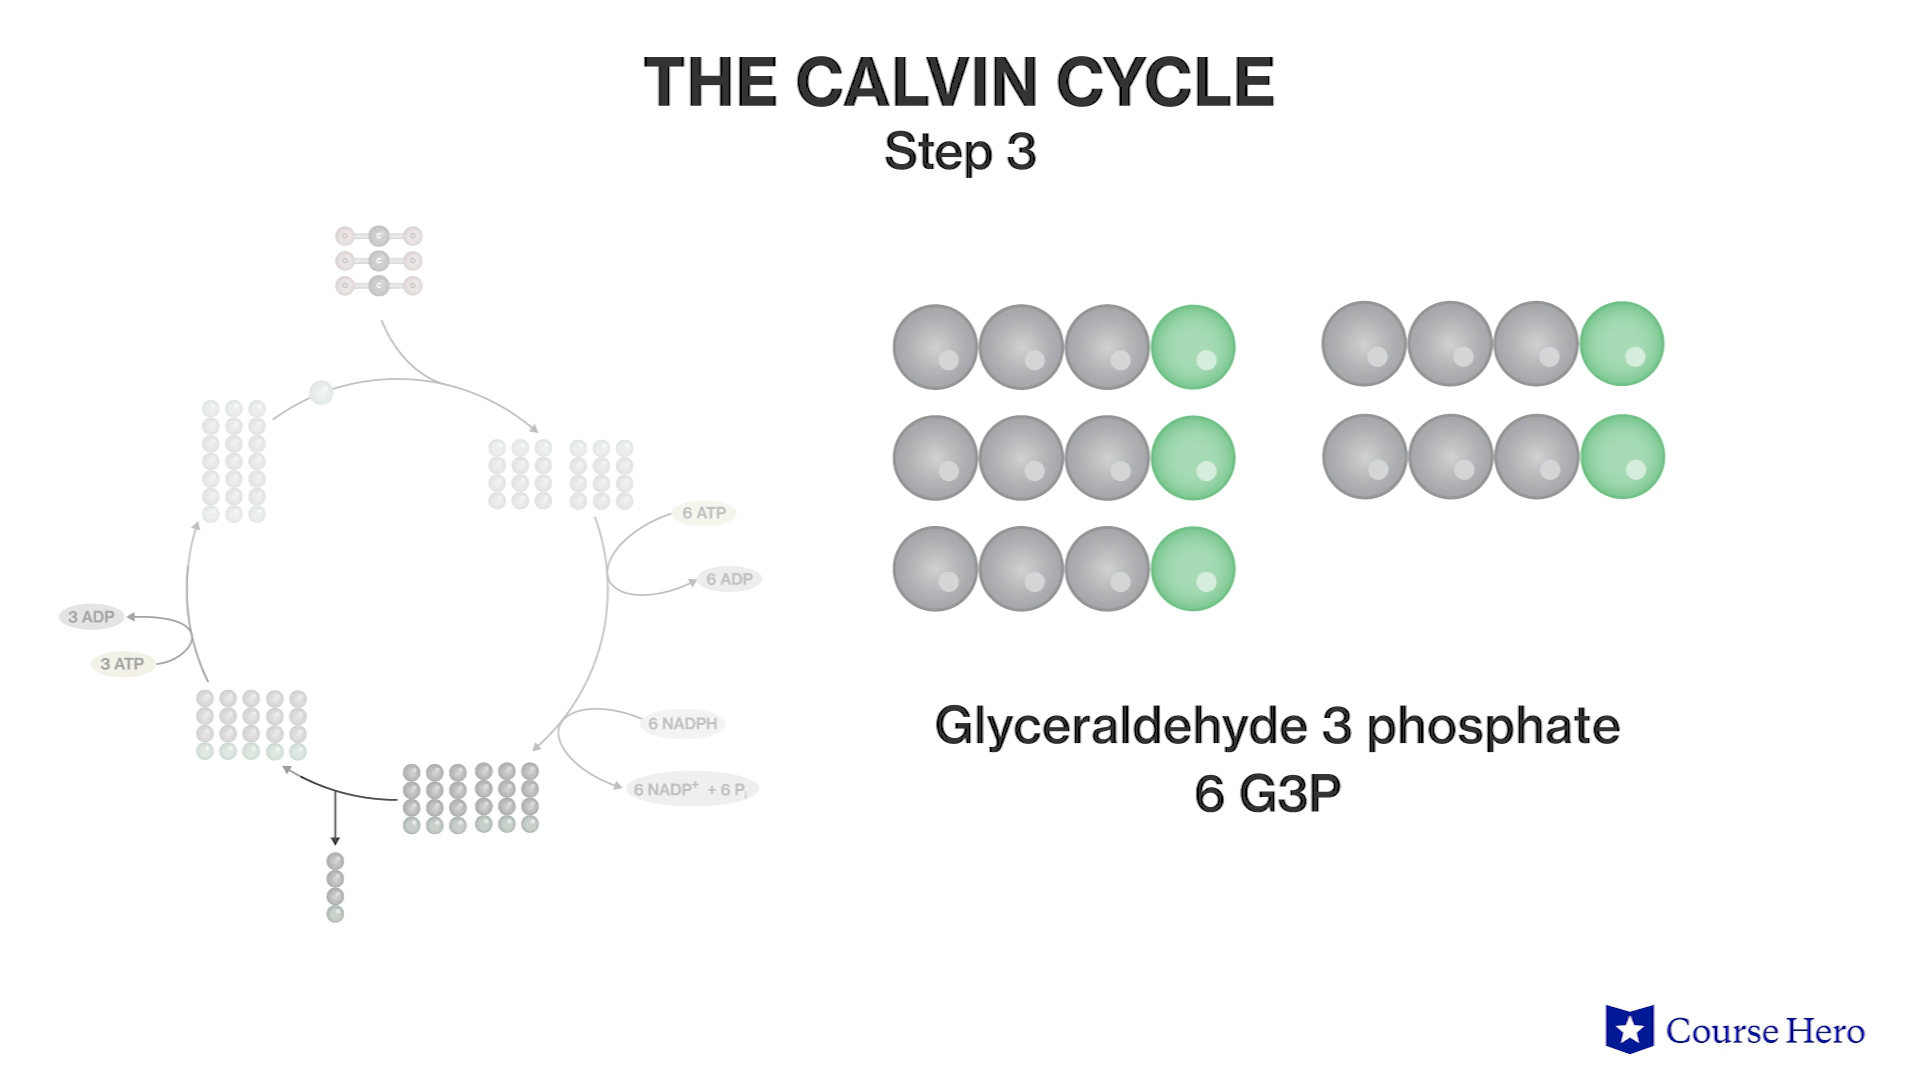 THE CALVIN CYCLE
Step 3
O C O
O C O
O C O
6 ATP
6 ADP
3 ADP
3 ATP
6 NADPH
6 NADP⁺ + 6 Pᵢ
Glyceraldehyde 3 phosphate
6 G3P
Course Hero